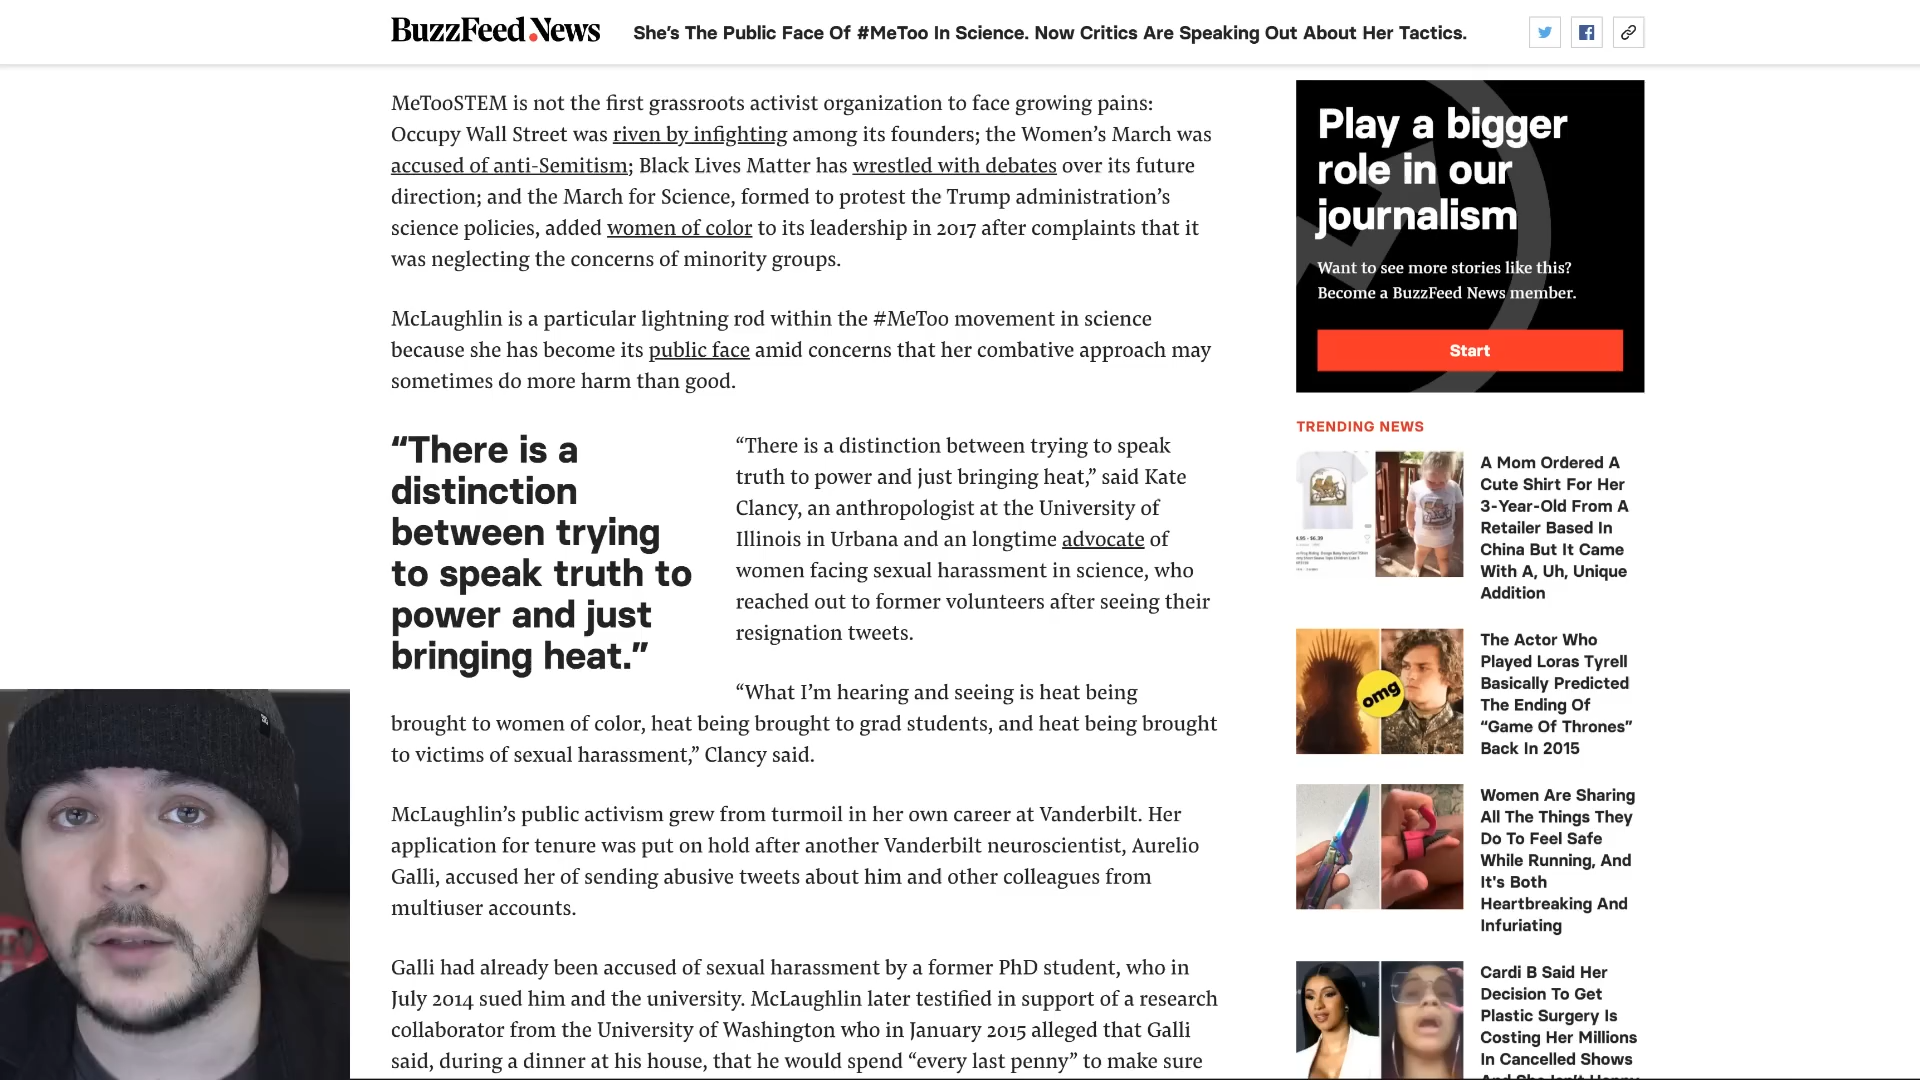 BuzzFeed News
She's The Public Face Of #MeToo In Science. Now Critics Are Speaking Out About Her Tactics.
MeTooSTEM is not the first grassroots activist organization to face growing pains:
Occupy Wall Street was riven by infighting among its founders; the Women's March was
accused of anti-Semitism; Black Lives Matter has wrestled with debates over its future
direction; and the March for Science, formed to protest the Trump administration's
science policies, added women of color to its leadership in 2017 after complaints that it
was neglecting the concerns of minority groups.
McLaughlin is a particular lightning rod within the #MeToo movement in science
because she has become its public face amid concerns that her combative approach may
sometimes do more harm than good.
“There is a
distinction
between trying
to speak truth to
power and just
bringing heat.”
“There is a distinction between trying to speak
truth to power and just bringing heat,” said Kate
Clancy, an anthropologist at the University of
Illinois in Urbana and an longtime advocate of
women facing sexual harassment in science, who
reached out to former volunteers after seeing their
resignation tweets.
“What I'm hearing and seeing is heat being
brought to women of color, heat being brought to grad students, and heat being brought
to victims of sexual harassment,” Clancy said.
McLaughlin's public activism grew from turmoil in her own career at Vanderbilt. Her
application for tenure was put on hold after another Vanderbilt neuroscientist, Aurelio
Galli, accused her of sending abusive tweets about him and other colleagues from
multiuser accounts.
Galli had already been accused of sexual harassment by a former PhD student, who in
July 2014 sued him and the university. McLaughlin later testified in support of a research
collaborator from the University of Washington who in January 2015 alleged that Galli
said, during a dinner at his house, that he would spend “every last penny” to make sure
Play a bigger
role in our
journalism
Want to see more stories like this?
Become a BuzzFeed News member.
Start
TRENDING NEWS
A Mom Ordered A
Cute Shirt For Her
3-Year-Old From A
Retailer Based In
China But It Came
With A, Uh, Unique
Addition
omg
The Actor Who
Played Loras Tyrell
Basically Predicted
The Ending Of
“Game Of Thrones”
Back In 2015
Women Are Sharing
All The Things They
Do To Feel Safe
While Running, And
It's Both
Heartbreaking And
Infuriating
Cardi B Said Her
Decision To Get
Plastic Surgery Is
Costing Her Millions
In Cancelled Shows